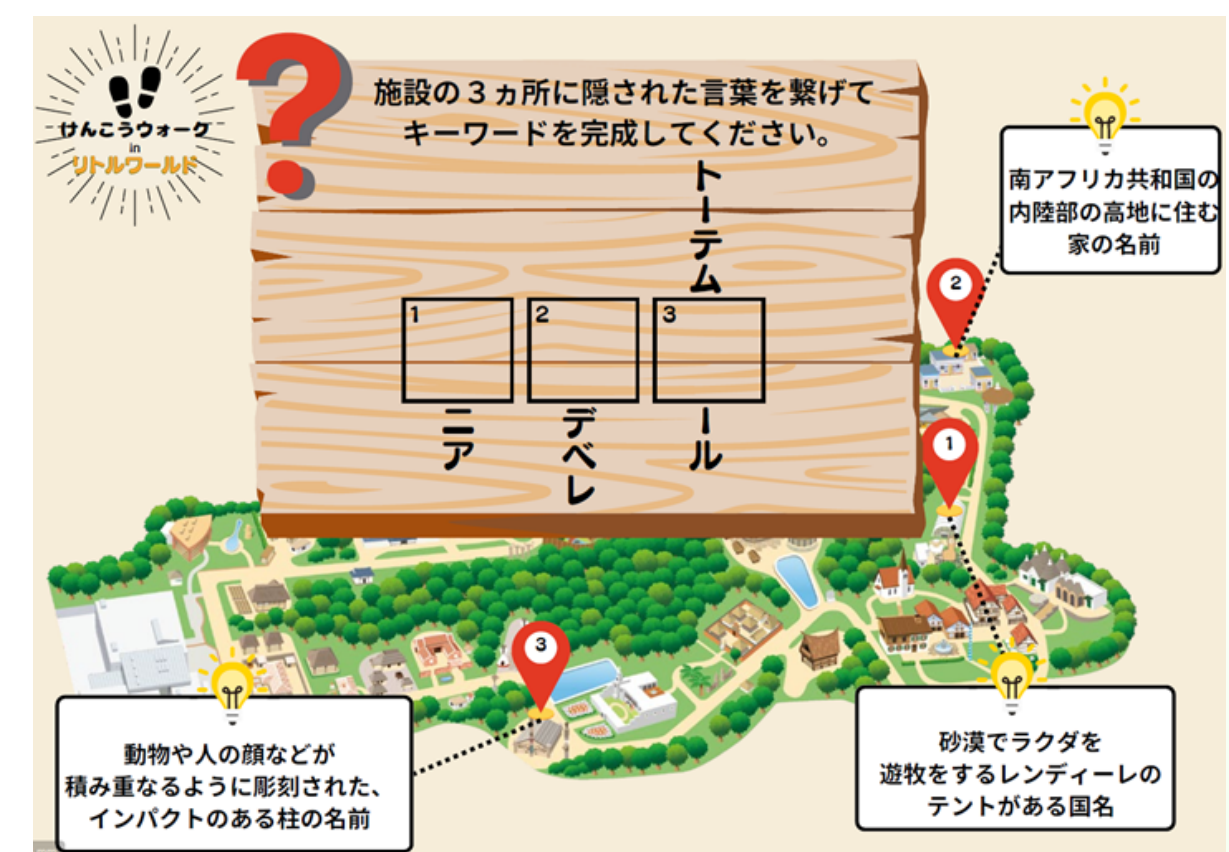 けんこうウォーク
in
リトルワールド
?
施設の３ヵ所に隠された言葉を繋げて
キーワードを完成してください。
トーテム
1
2
3
ニア
デベレ
ール
南アフリカ共和国の
内陸部の高地に住む
家の名前
2
1
3
動物や人の顔などが
積み重なるように彫刻された、
インパクトのある柱の名前
砂漠でラクダを
遊牧をするレンディーレの
テントがある国名